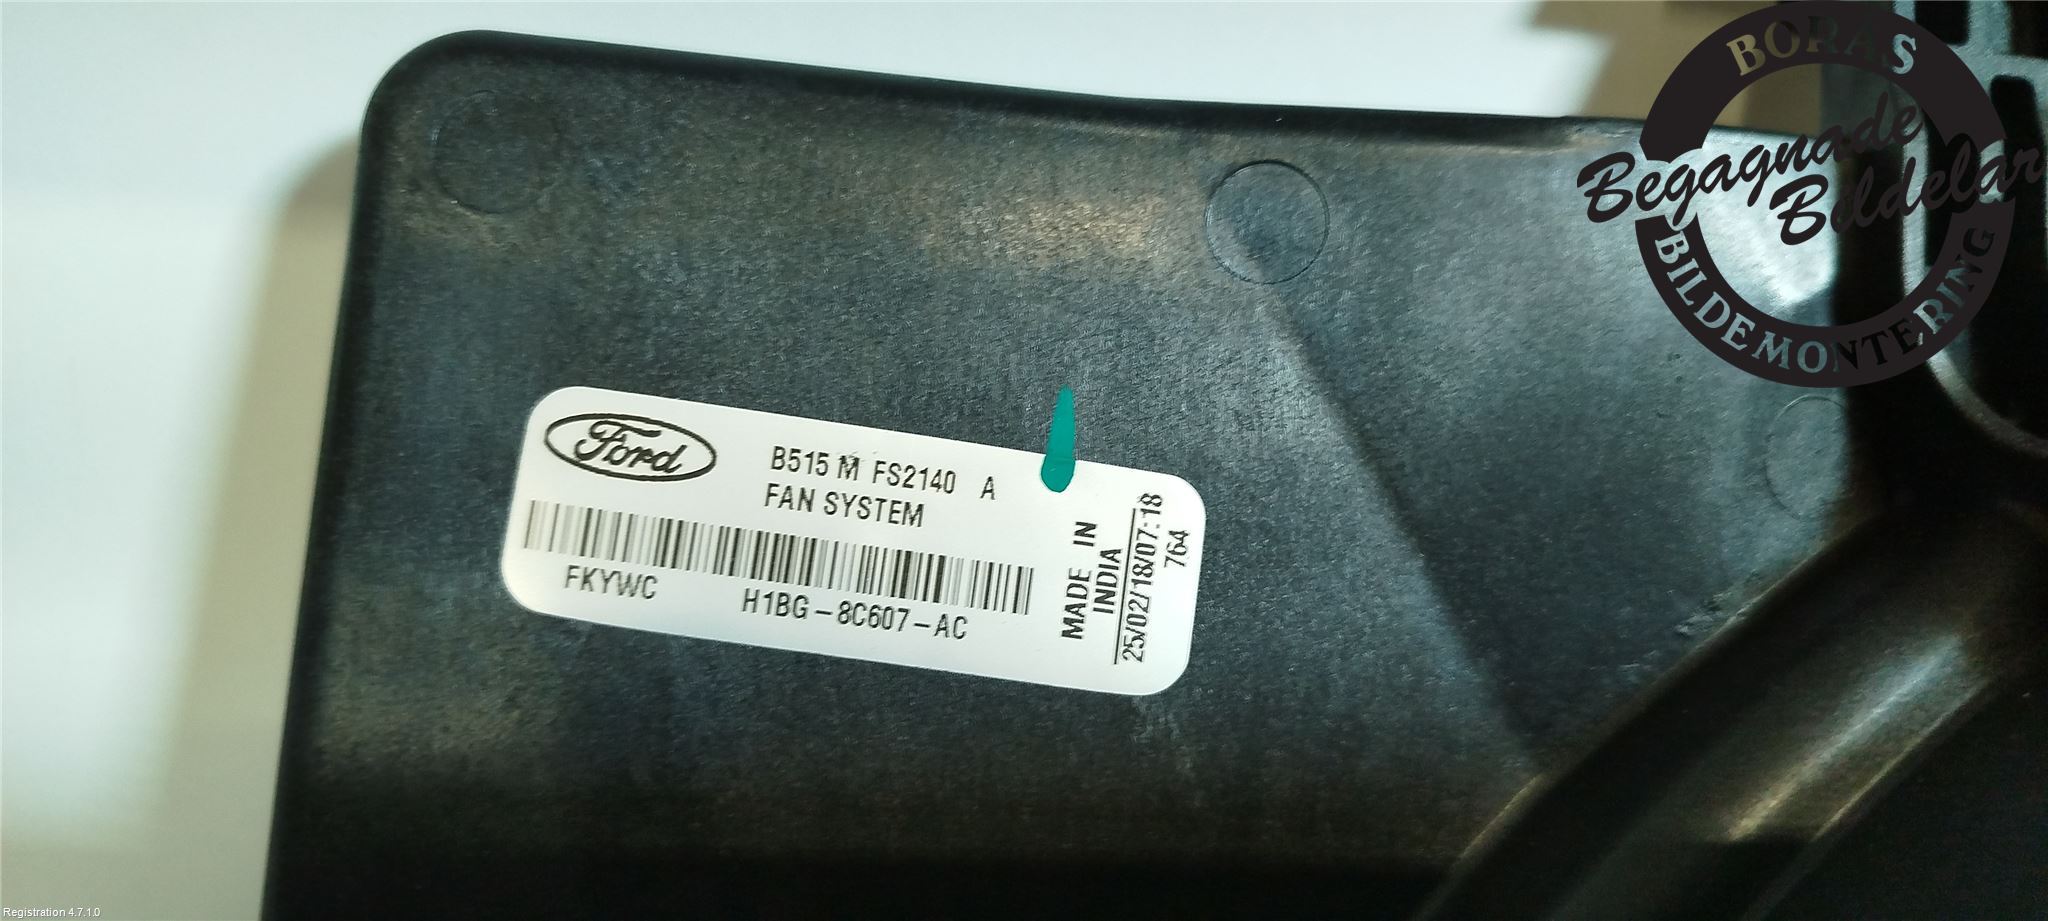 BORÅS
Begagnade
Bildelar
BILDEMONTERING
Ford
B515 M FS2140 A
FAN SYSTEM
FKYWC
H1BG-8C607-AC
MADE IN
INDIA
25/02/18/07:18
764
Registration 4.7.1.0